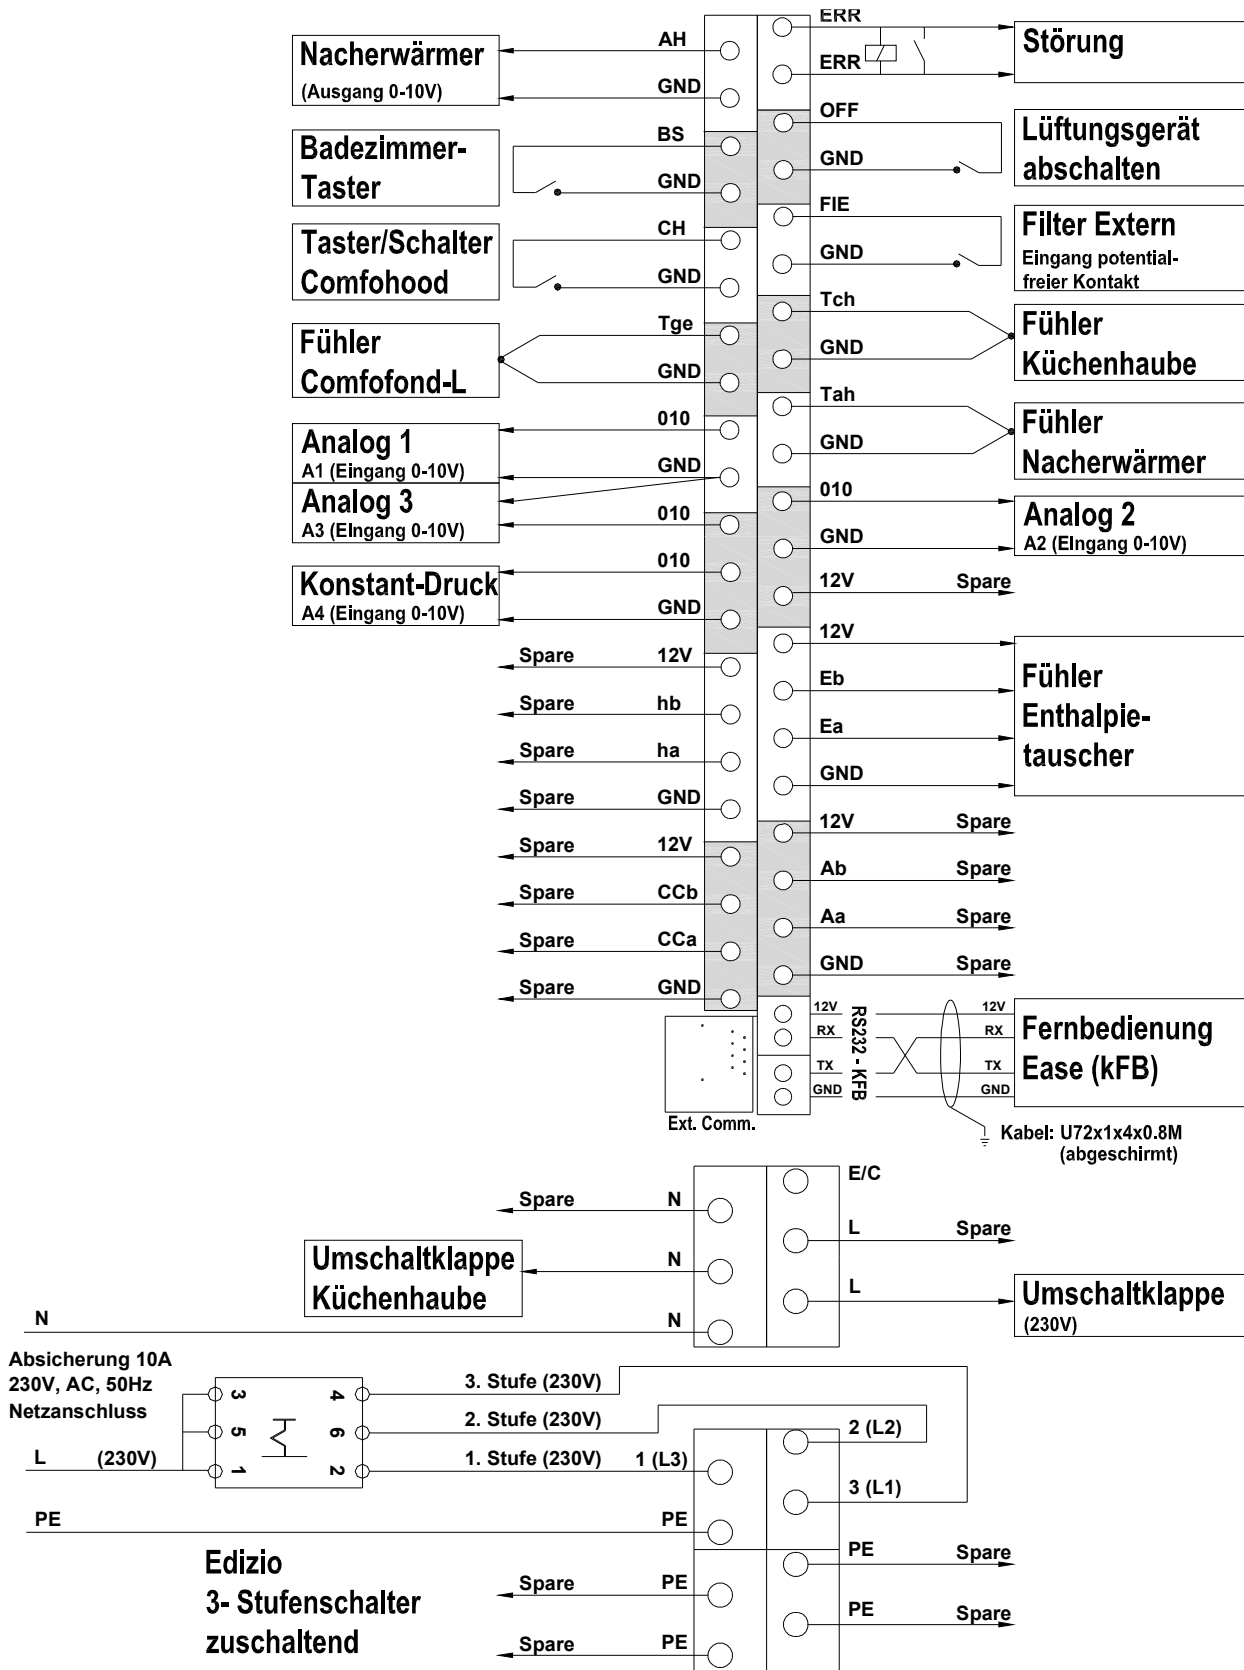 ERR
AH
Nacherwärmer
(Ausgang 0-10V)
Störung
ERR
GND
OFF
BS
Badezimmer-
Taster
Lüftungsgerät
abschalten
GND
GND
FIE
CH
Taster/Schalter
Comfohood
Filter Extern
Eingang potential-
freier Kontakt
GND
GND
Tch
Tge
Fühler
Comfofond-L
Fühler
Küchenhaube
GND
GND
Tah
010
Analog 1
A1 (Eingang 0-10V)
Fühler
Nacherwärmer
GND
GND
Analog 3
A3 (EIngang 0-10V)
010
010
Analog 2
A2 (EIngang 0-10V)
GND
010
Konstant-Druck
A4 (Eingang 0-10V)
12V
Spare
GND
12V
Spare
12V
Fühler
Enthalpie-
tauscher
Eb
Spare
hb
Ea
Spare
ha
GND
Spare
GND
12V
Spare
Spare
12V
Ab
Spare
Spare
CCb
Aa
Spare
Spare
CCa
GND
Spare
Spare
GND
12V
RX
TX
GND
RS232 - KFB
12V
RX
TX
GND
Fernbedienung
Ease (kFB)
Ext. Comm.
Kabel: U72x1x4x0.8M
(abgeschirmt)
E/C
Spare
N
L
Spare
Umschaltklappe
Küchenhaube
N
L
Umschaltklappe
(230V)
N
N
Absicherung 10A
230V, AC, 50Hz
Netzanschluss
3
4
3. Stufe (230V)
5
6
2. Stufe (230V)
2 (L2)
L
(230V)
1
2
1. Stufe (230V)
1 (L3)
3 (L1)
PE
PE
PE
Spare
Edizio
3- Stufenschalter
zuschaltend
Spare
PE
PE
Spare
Spare
PE